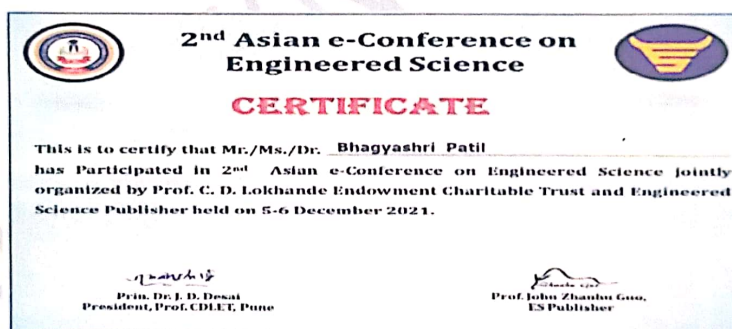 2nd Asian e-Conference on
Engineered Science
CERTIFICATE
This is to certify that Mr./Ms./Dr. Bhagyashri Patil
has Participated in 2nd Asian e-Conference on Engineered Science jointly
organized by Prof. C. D. Lokhande Endowment Charitable Trust and Engineered
Science Publisher held on 5-6 December 2021.
Prin. Dr. J. D. Desai
President, Prof. CDLET, Pune
Prof. John Zhanhu Guo,
ES Publisher